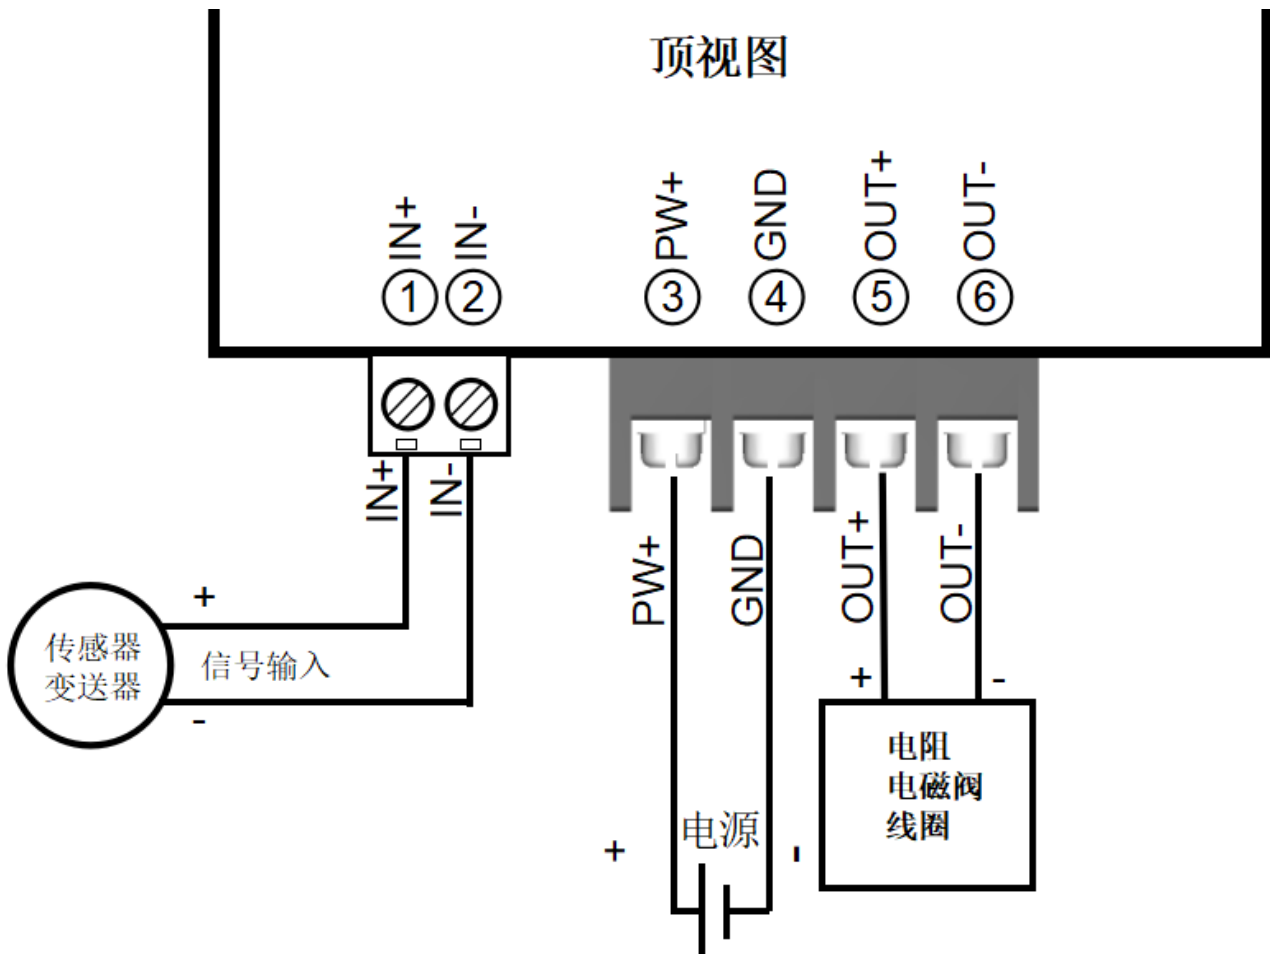 顶视图
IN+
IN-
PW+
GND
OUT+
OUT-
1
2
3
4
5
6
IN+
IN-
PW+
GND
OUT+
OUT-
+
传感器
变送器
信号输入
-
+
-
电阻
电磁阀
线圈
+
电源
-